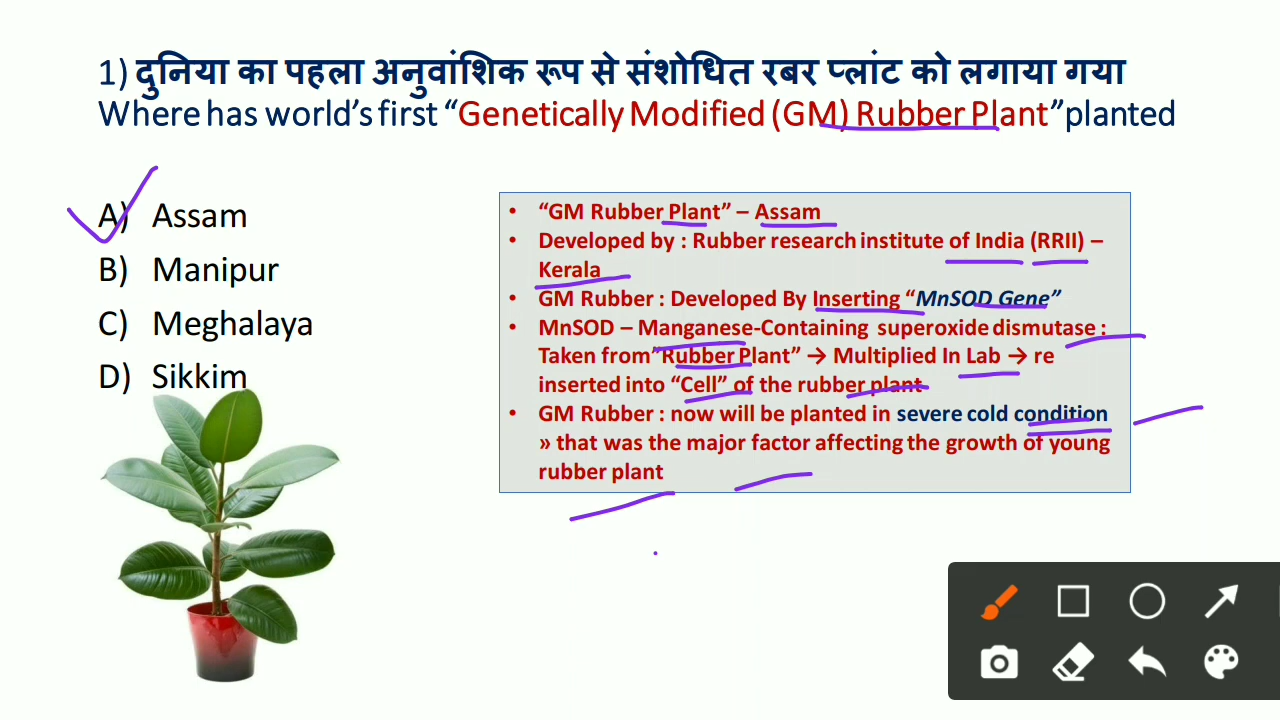 1) दुनिया का पहला अनुवांशिक रूप से संशोधित रबर प्लांट को लगाया गया
Where has world's first “Genetically Modified (GM) Rubber Plant” planted
A) Assam
B) Manipur
C) Meghalaya
D) Sikkim
• “GM Rubber Plant” – Assam
• Developed by : Rubber research institute of India (RRII) –
Kerala
• GM Rubber : Developed By Inserting “MnSOD Gene”
• MnSOD – Manganese-Containing superoxide dismutase :
Taken from “Rubber Plant” → Multiplied In Lab → re
inserted into “Cell” of the rubber plant
• GM Rubber : now will be planted in severe cold condition
» that was the major factor affecting the growth of young
rubber plant